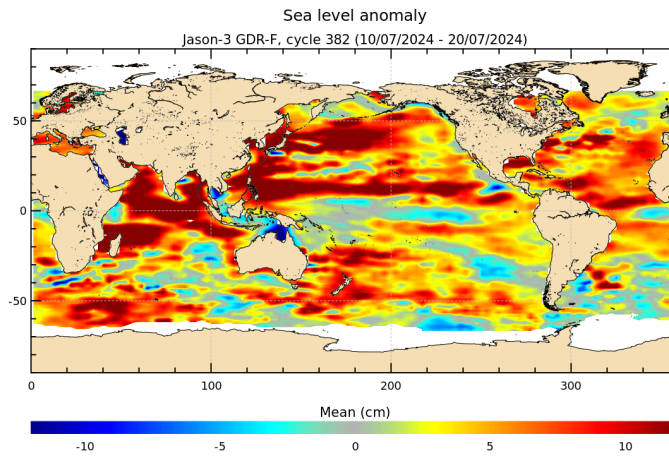 Sea level anomaly
Jason-3 GDR-F, cycle 382 (10/07/2024 - 20/07/2024)
50
0
-50
0 100 200 300
Mean (cm)
-10 -5 0 5 10